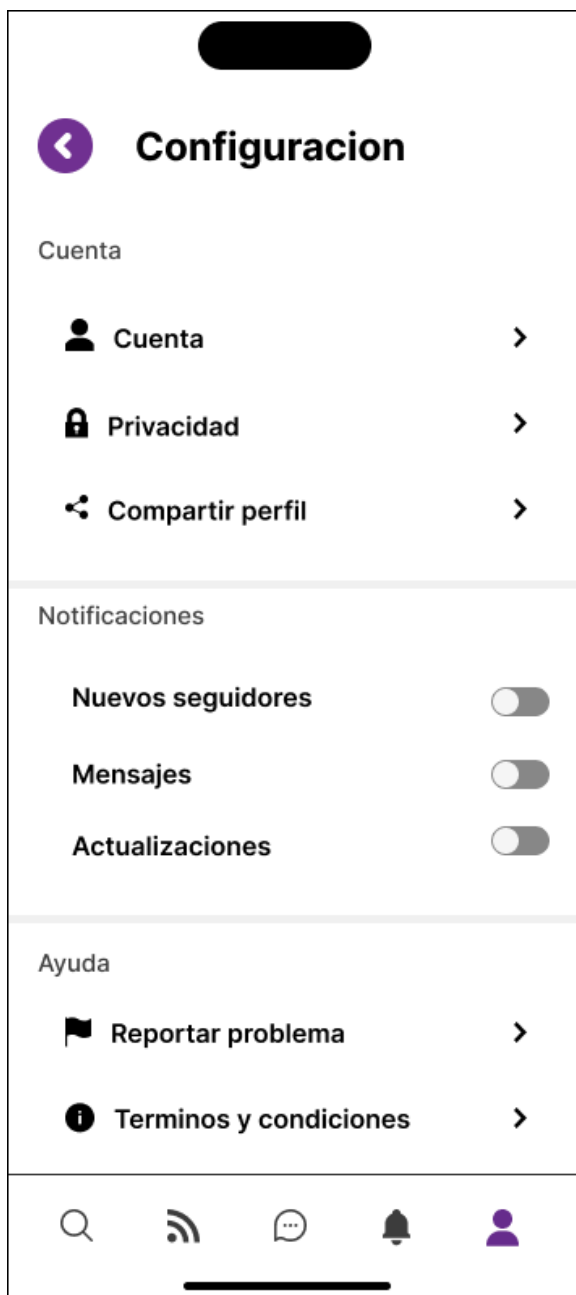 Configuracion
Cuenta
Cuenta
Privacidad
Compartir perfil
Notificaciones
Nuevos seguidores
Mensajes
Actualizaciones
Ayuda
Reportar problema
Terminos y condiciones